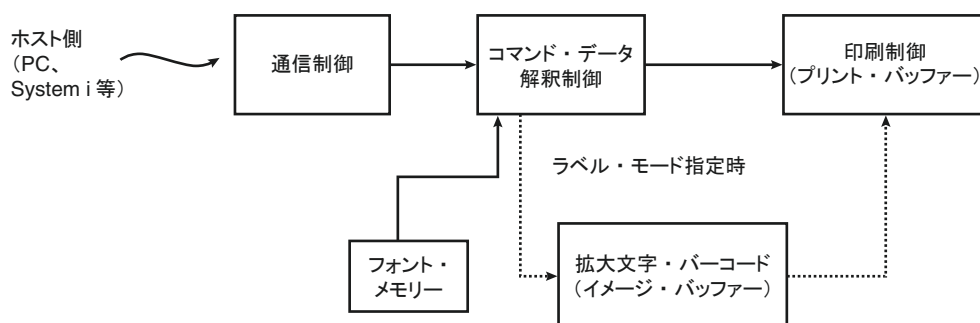 ホスト側
（PC、
System i 等）
通信制御
コマンド・データ
解釈制御
印刷制御
（プリント・バッファー）
ラベル・モード指定時
フォント・
メモリー
拡大文字・バーコード
（イメージ・バッファー）